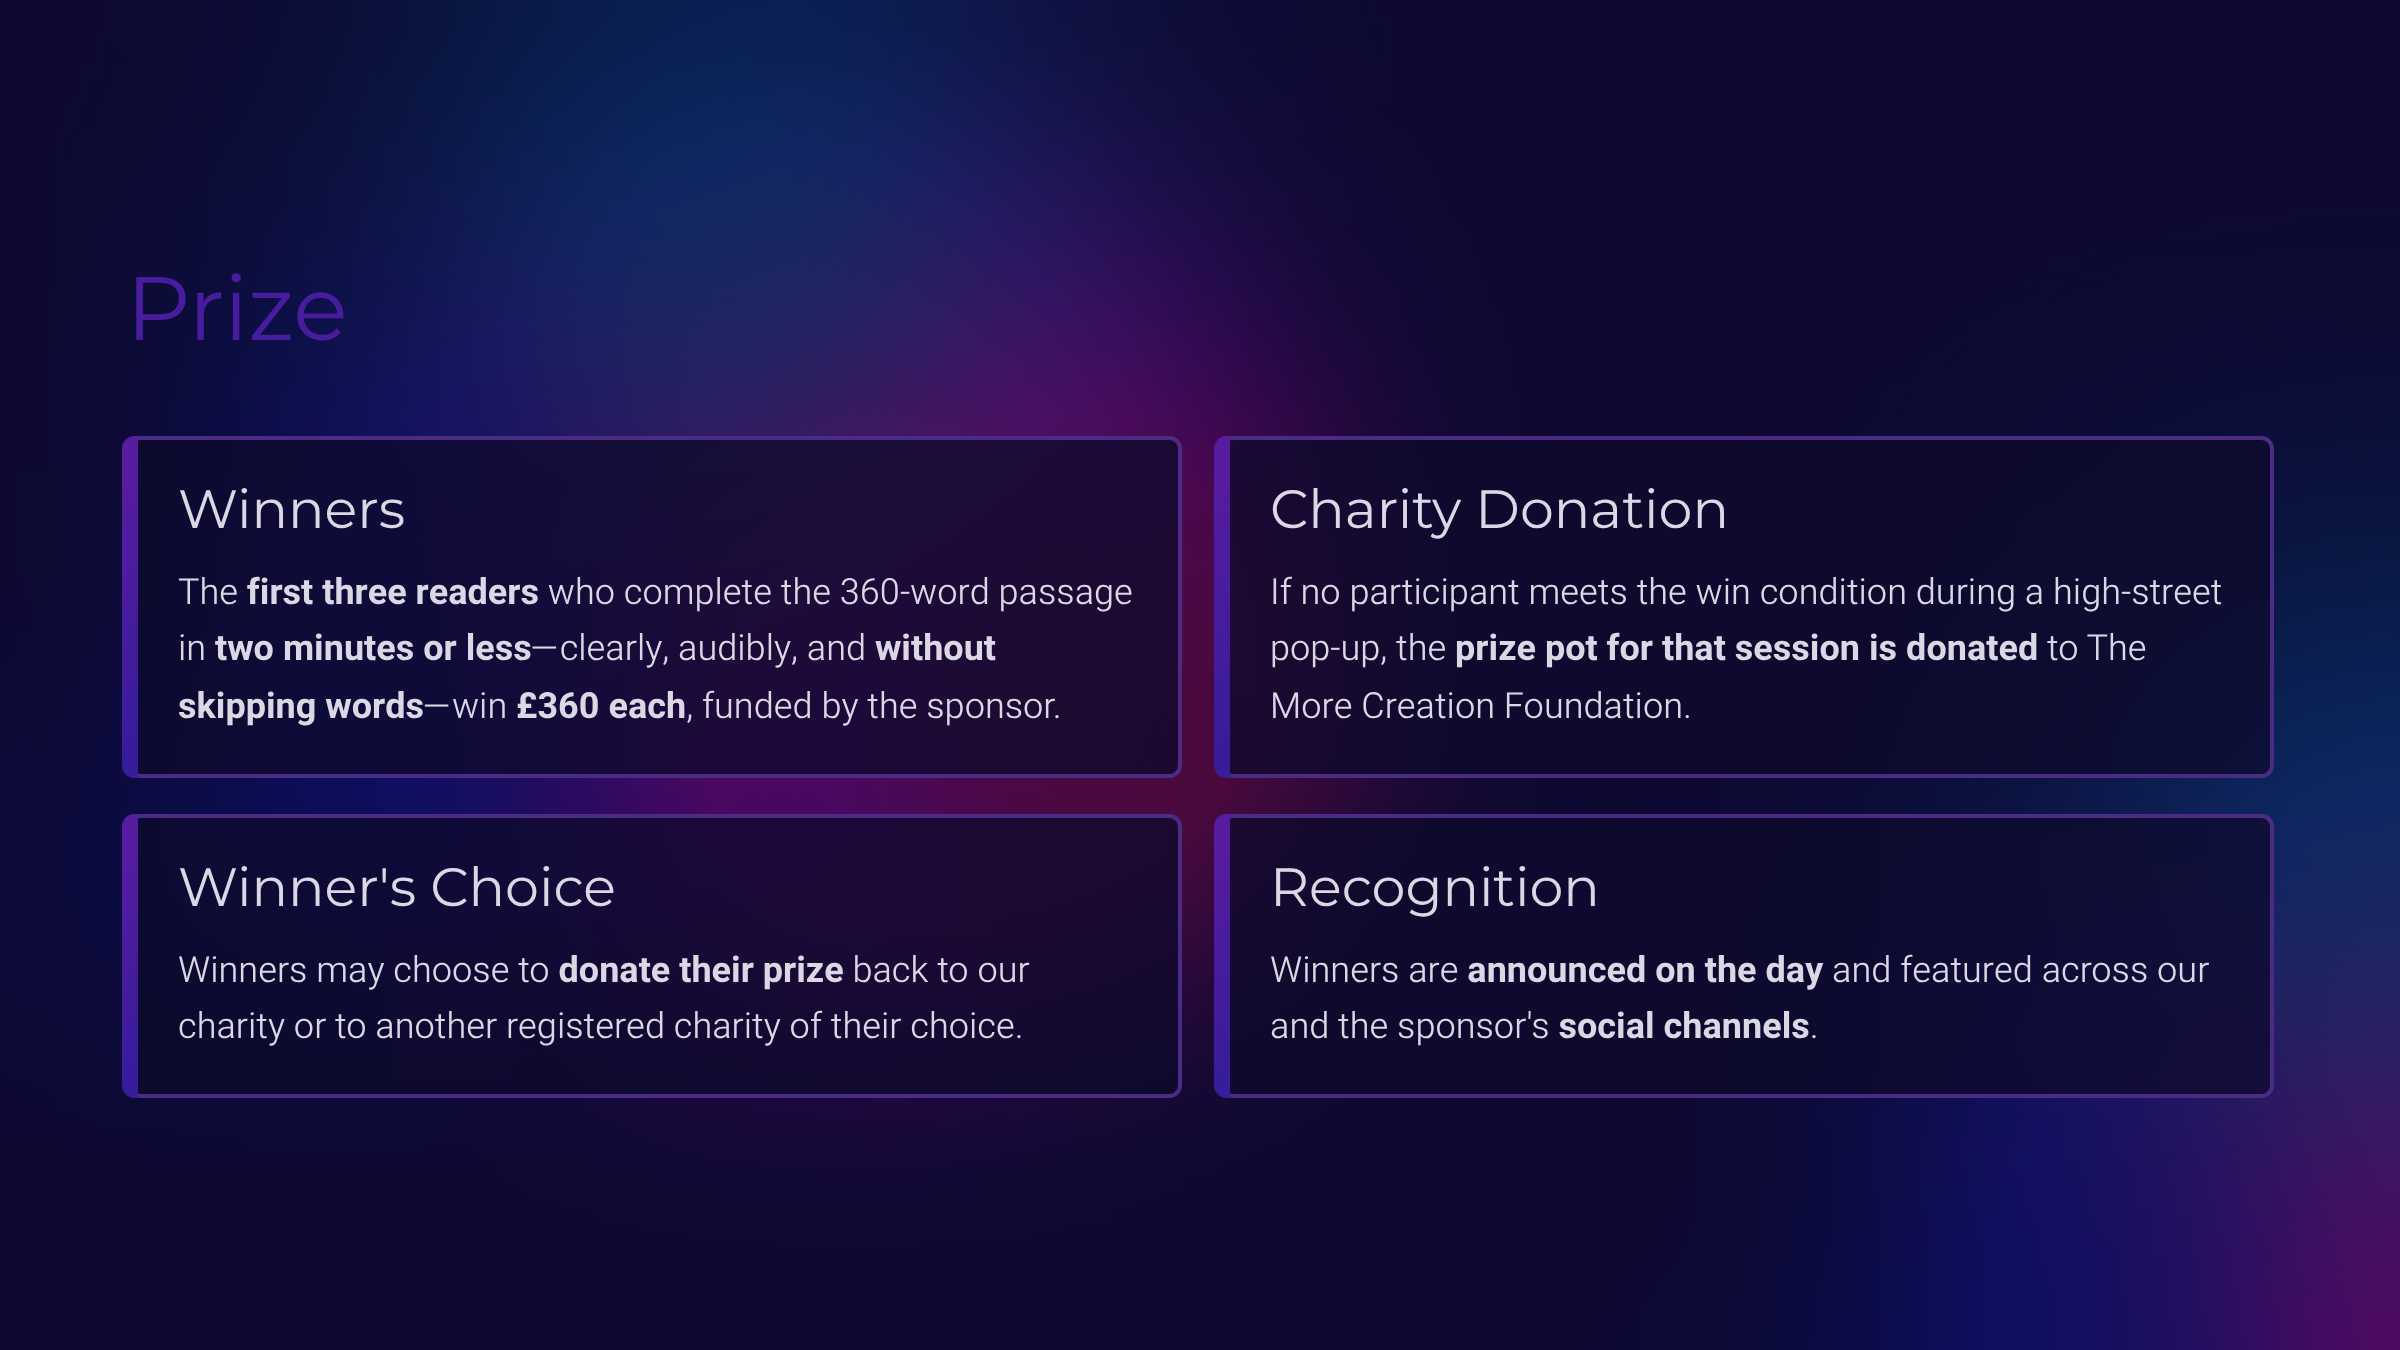 Prize
Winners
The first three readers who complete the 360-word passage
in two minutes or less—clearly, audibly, and without
skipping words—win £360 each, funded by the sponsor.
Charity Donation
If no participant meets the win condition during a high-street
pop-up, the prize pot for that session is donated to The
More Creation Foundation.
Winner's Choice
Winners may choose to donate their prize back to our
charity or to another registered charity of their choice.
Recognition
Winners are announced on the day and featured across our
and the sponsor's social channels.